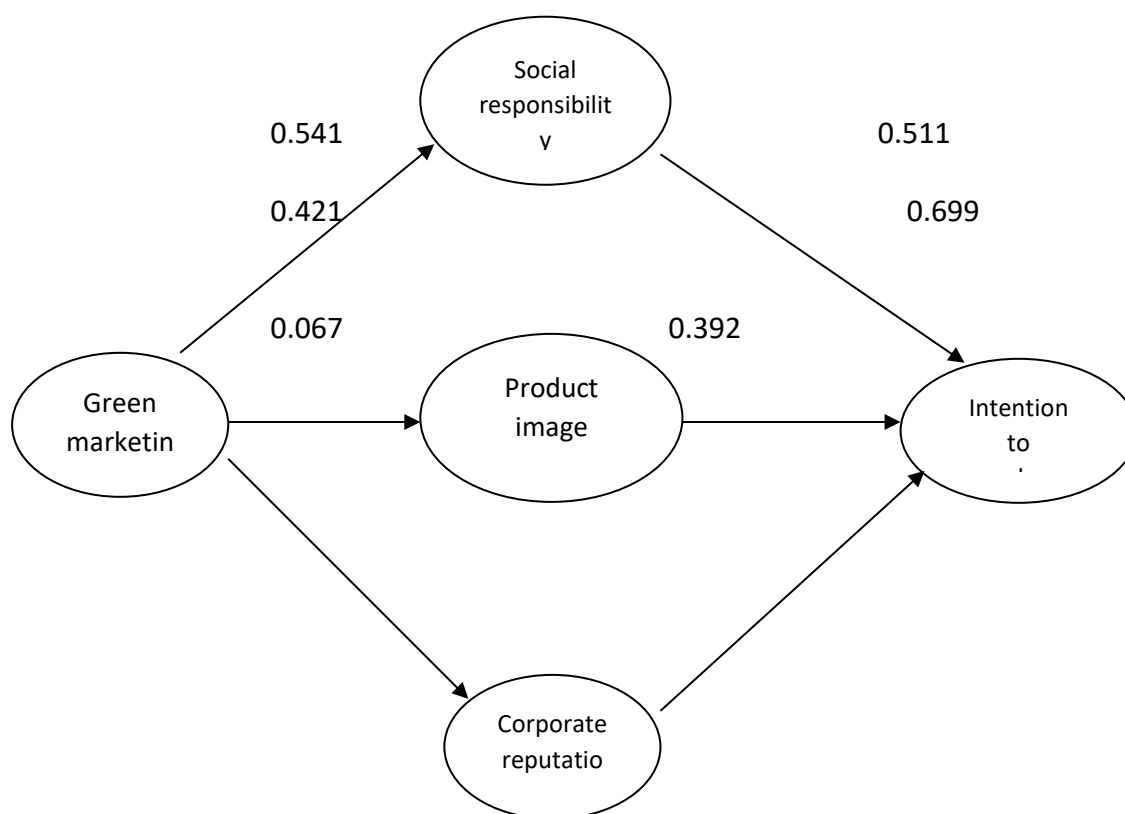 Social
responsibilit
y
0.541
0.511
0.421
0.699
0.067
0.392
Green
marketin
Product
image
Intention
to
Corporate
reputatio